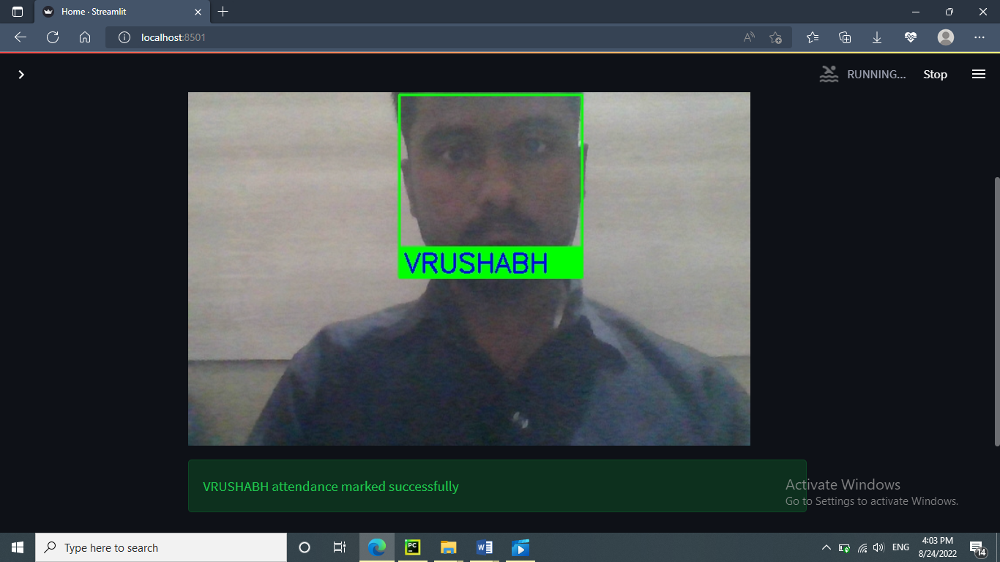 Home · Streamlit
localhost:8501
RUNNING...
Stop
VRUSHABH
VRUSHABH attendance marked successfully
Activate Windows
Go to Settings to activate Windows.
Type here to search
PC
W
ENG
4:03 PM
8/24/2022
14